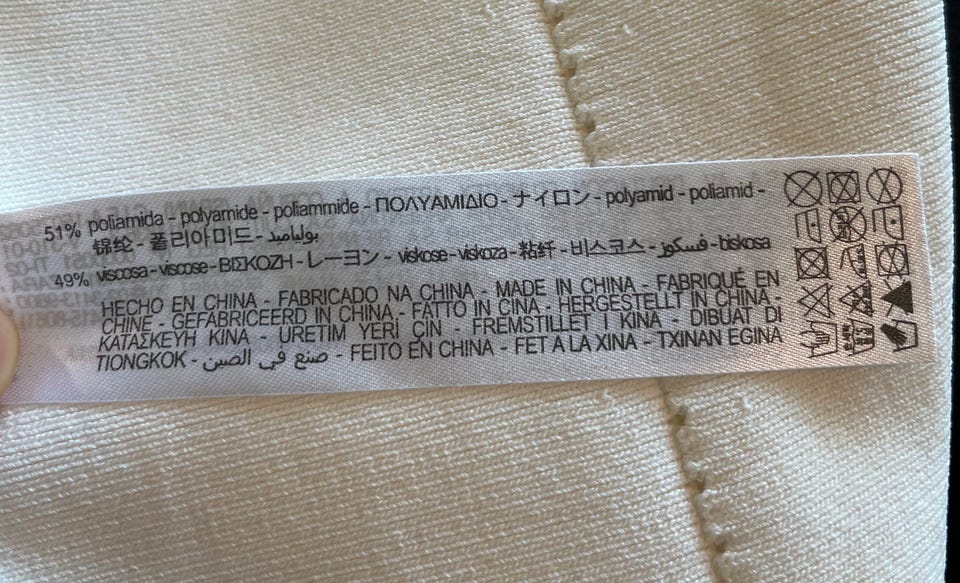 51% poliamida - polyamide - poliammide - ΠΟΛΥΑΜΙΔΙΟ - ナイロン - polyamid - poliamid -
锦纶 - 폴리아미드 - بوليأميد
49% viscosa - viscose - ΒΙΣΚΟΖΗ - レーヨン - viskose - viskoza - 粘纤 - 비스코스 - فسكوز - biskosa
HECHO EN CHINA - FABRICADO NA CHINA - MADE IN CHINA - FABRIQUÉ EN
CHINE - GEFABRICEERD IN CHINA - FATTO IN CINA - HERGESTELLT IN CHINA -
ΚΑΤΑΣΚΕΥΗ ΚΙΝΑ - URETIM YERI ÇIN - FREMSTILLET I KINA - DIBUAT DI
TIONGKOK - صنع في الصين - FEITO EN CHINA - FET A LA XINA - TXINAN EGINA